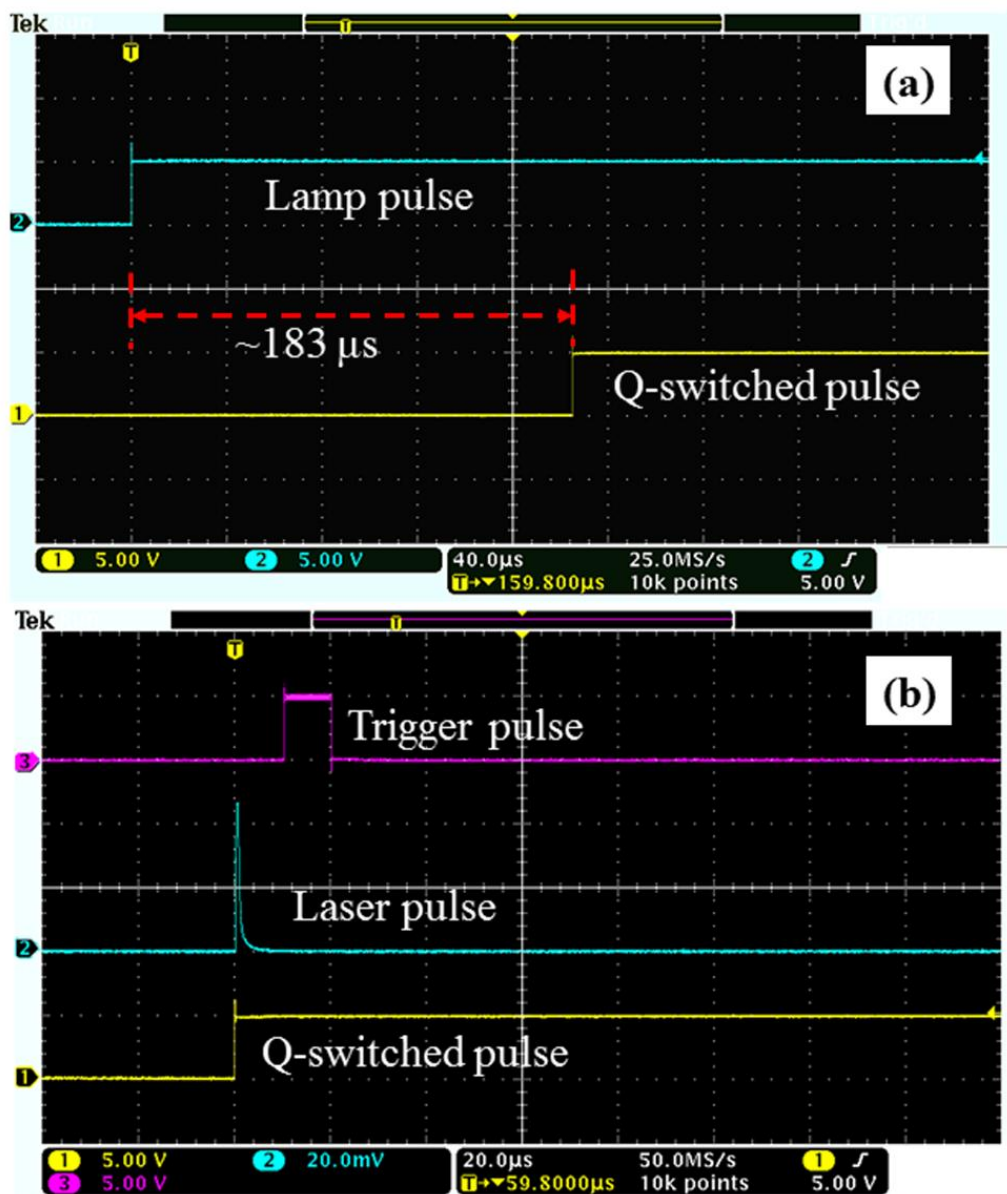 Tek
T
T
(a)
2
Lamp pulse
~183 µs
1
Q-switched pulse
1 5.00 V 2 5.00 V 40.0µs 25.0MS/s 2 5.00 V
T→▼159.800µs 10k points
Tek
T
T
(b)
3
Trigger pulse
2
Laser pulse
1
Q-switched pulse
1 5.00 V 2 20.0mV 20.0µs 50.0MS/s 1
3 5.00 V T→▼59.8000µs 10k points 5.00 V